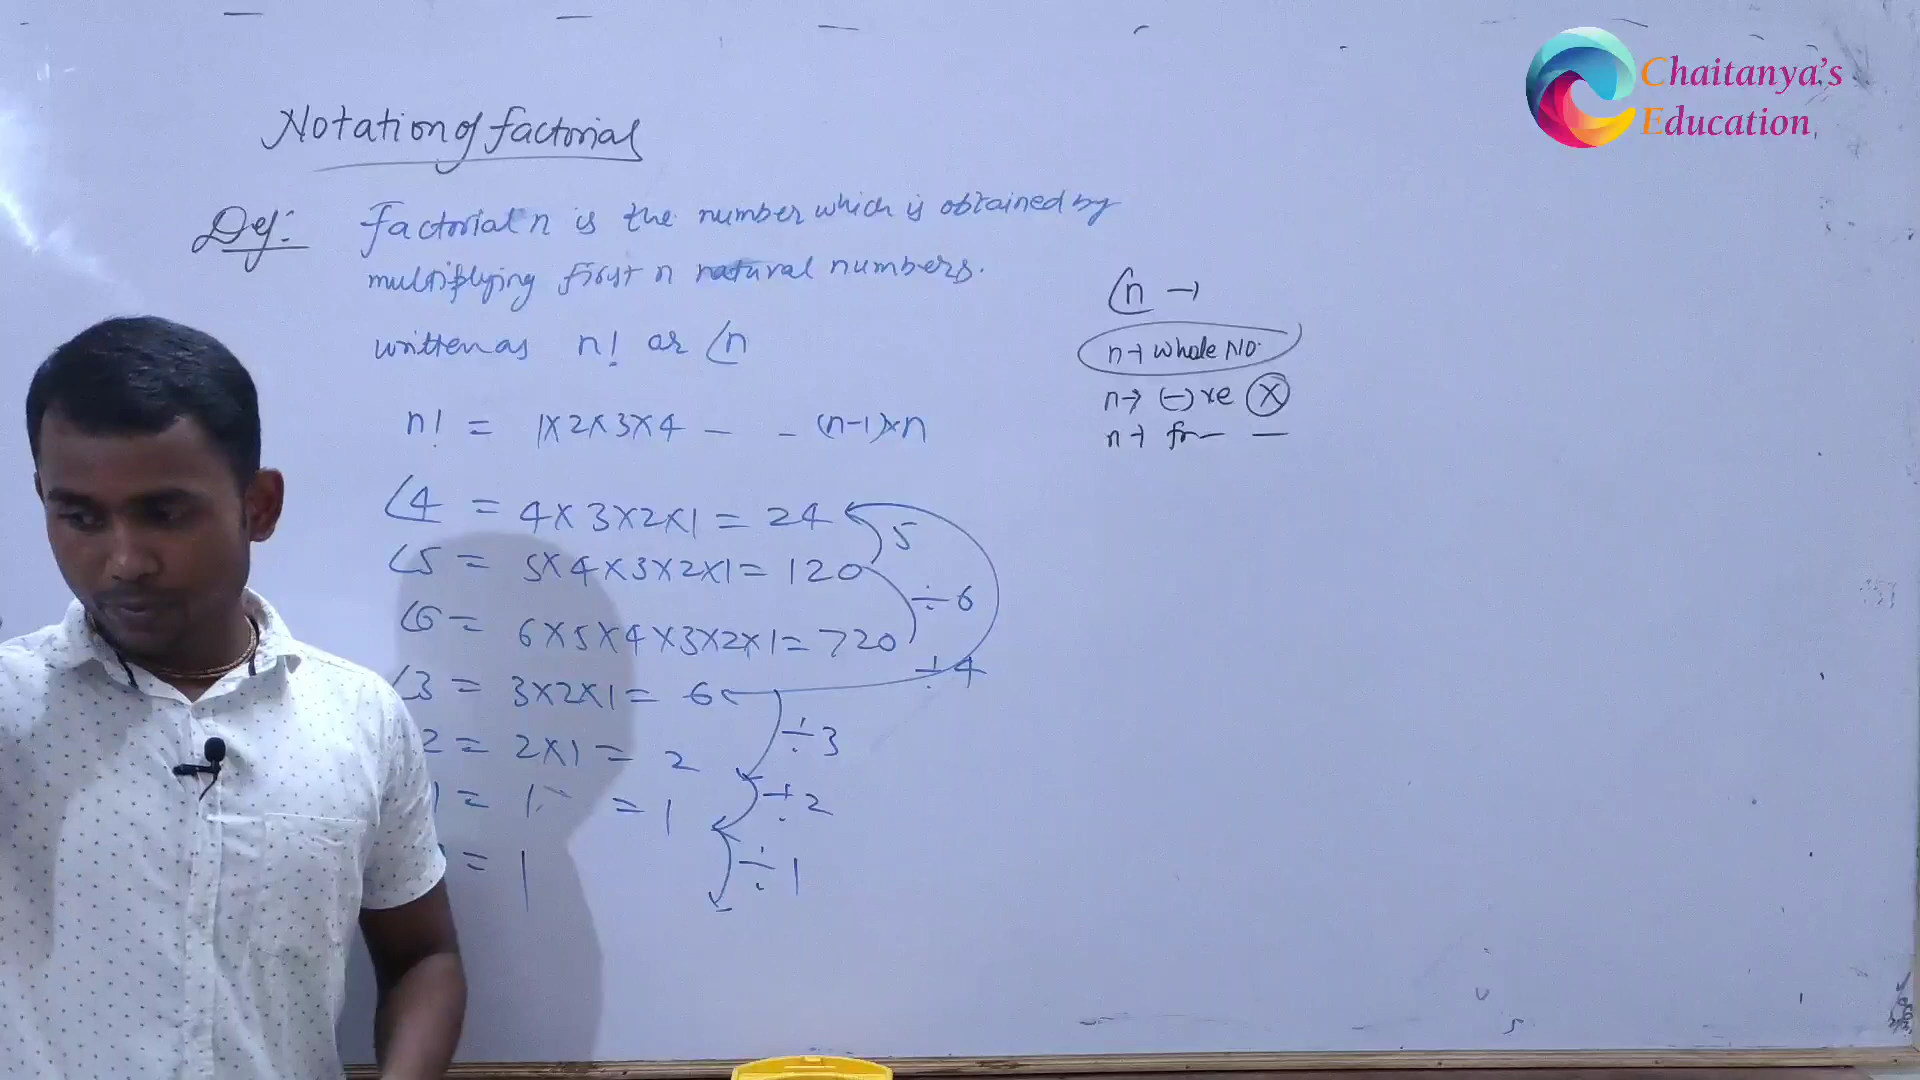 Chaitanya's
Education
Notation of factorial
Def: Factorial n is the number which is obtained by
multiplying first n natural numbers.
written as n! or ∠n
n! = 1×2×3×4 – – (n-1)×n
∠4 = 4×3×2×1 = 24
5
∠5 = 5×4×3×2×1 = 120
÷6
∠6 = 6×5×4×3×2×1 = 720
÷4
∠3 = 3×2×1 = 6
÷3
2 = 2×1 = 2
÷2
1 = 1 = 1
÷1
= 1
∠n →
n→ whole NO.
n→ (-)ve X
n→ fr– –